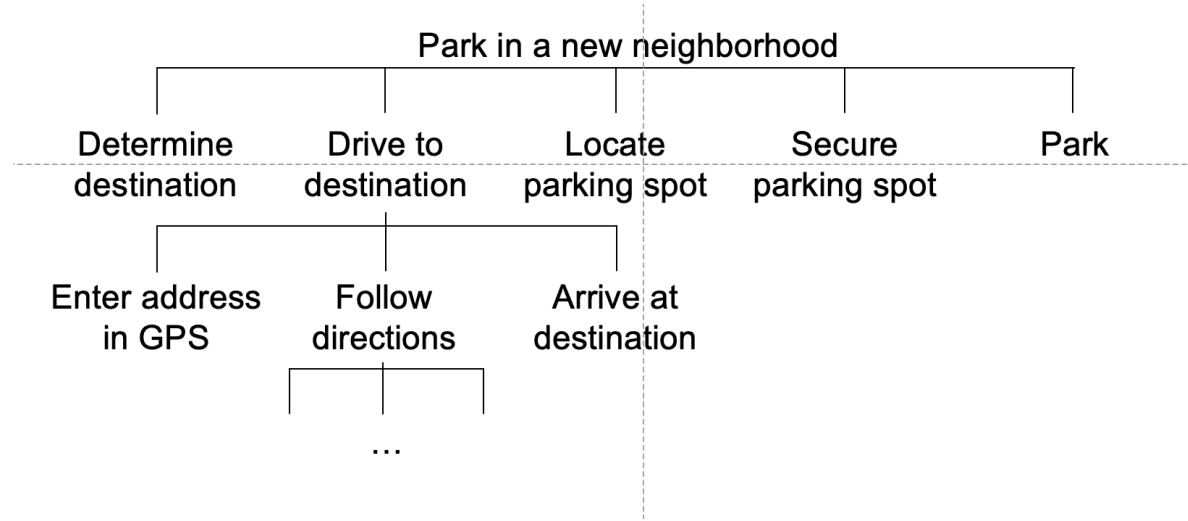 Park in a new neighborhood
Determine destination
Drive to destination
Locate parking spot
Secure parking spot
Park
Enter address in GPS
Follow directions
Arrive at destination
...